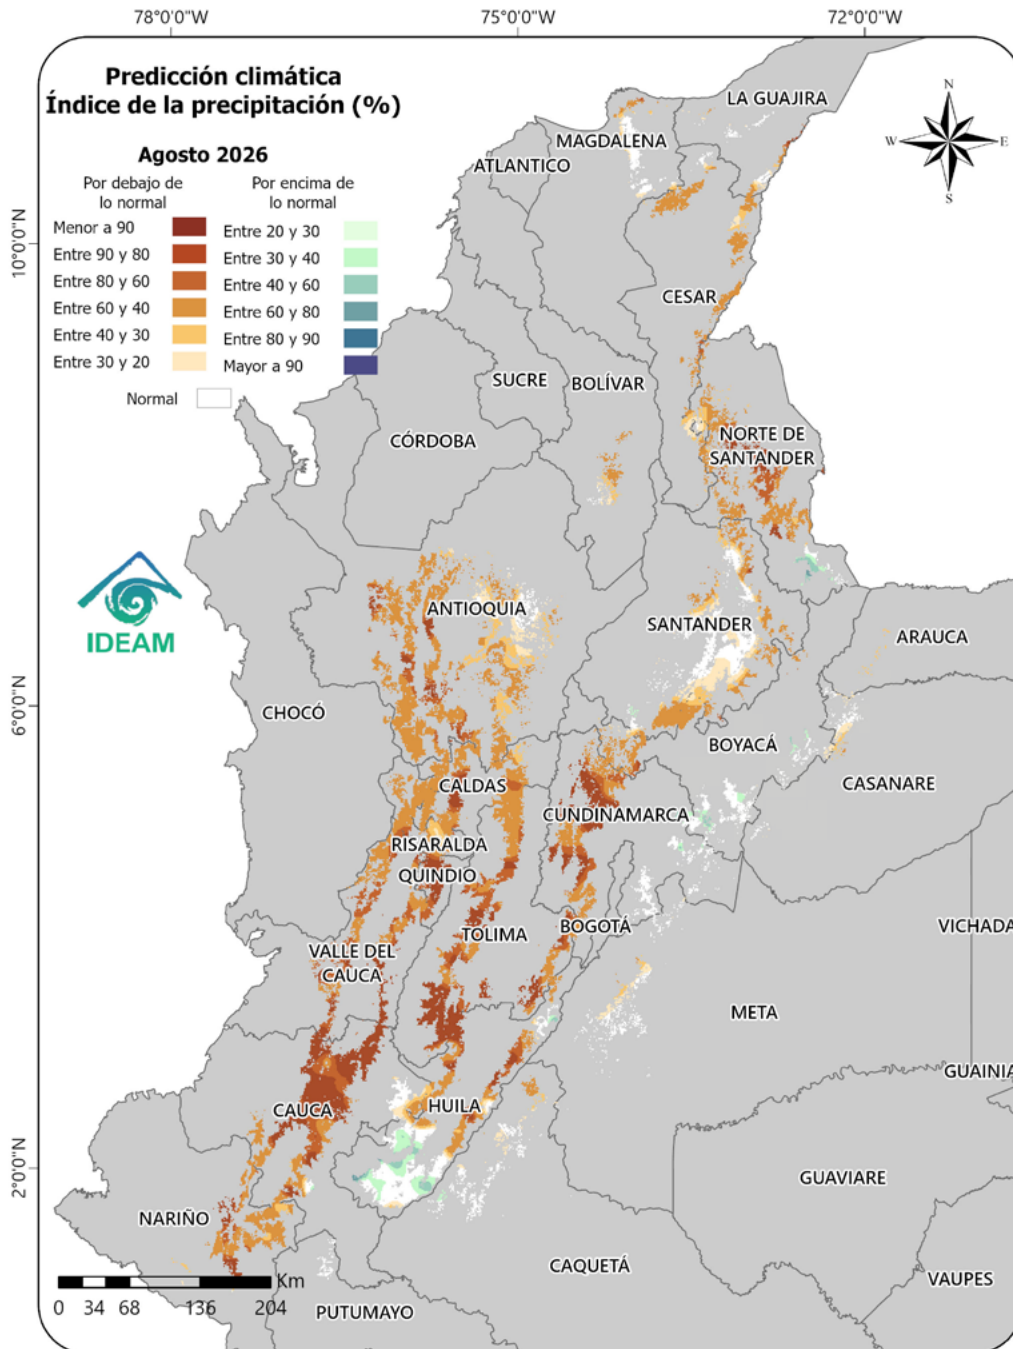 78°0'0"W 75°0'0"W 72°0'0"W
Predicción climática
Índice de la precipitación (%)
Agosto 2026
Por debajo de
lo normal
Menor a 90
Entre 90 y 80
Entre 80 y 60
Entre 60 y 40
Entre 40 y 30
Entre 30 y 20
Por encima de
lo normal
Entre 20 y 30
Entre 30 y 40
Entre 40 y 60
Entre 60 y 80
Entre 80 y 90
Mayor a 90
Normal
N
W E
S
10°0'0"N
6°0'0"N
2°0'0"N
IDEAM
LA GUAJIRA
MAGDALENA
ATLANTICO
CESAR
SUCRE
BOLÍVAR
CÓRDOBA
NORTE DE
SANTANDER
ANTIOQUIA
SANTANDER
ARAUCA
CHOCÓ
BOYACÁ
CASANARE
CALDAS
CUNDINAMARCA
RISARALDA
QUINDIO
TOLIMA
BOGOTÁ
VICHADA
VALLE DEL
CAUCA
META
GUAINIA
CAUCA
HUILA
GUAVIARE
NARIÑO
CAQUETÁ
VAUPES
PUTUMAYO
Km
0 34 68 136 204